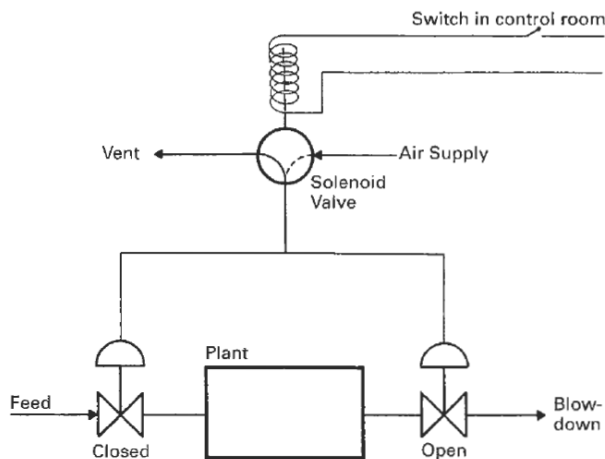 Switch in control room
Vent
Air Supply
Solenoid
Valve
Plant
Feed
Blow-
down
Closed
Open